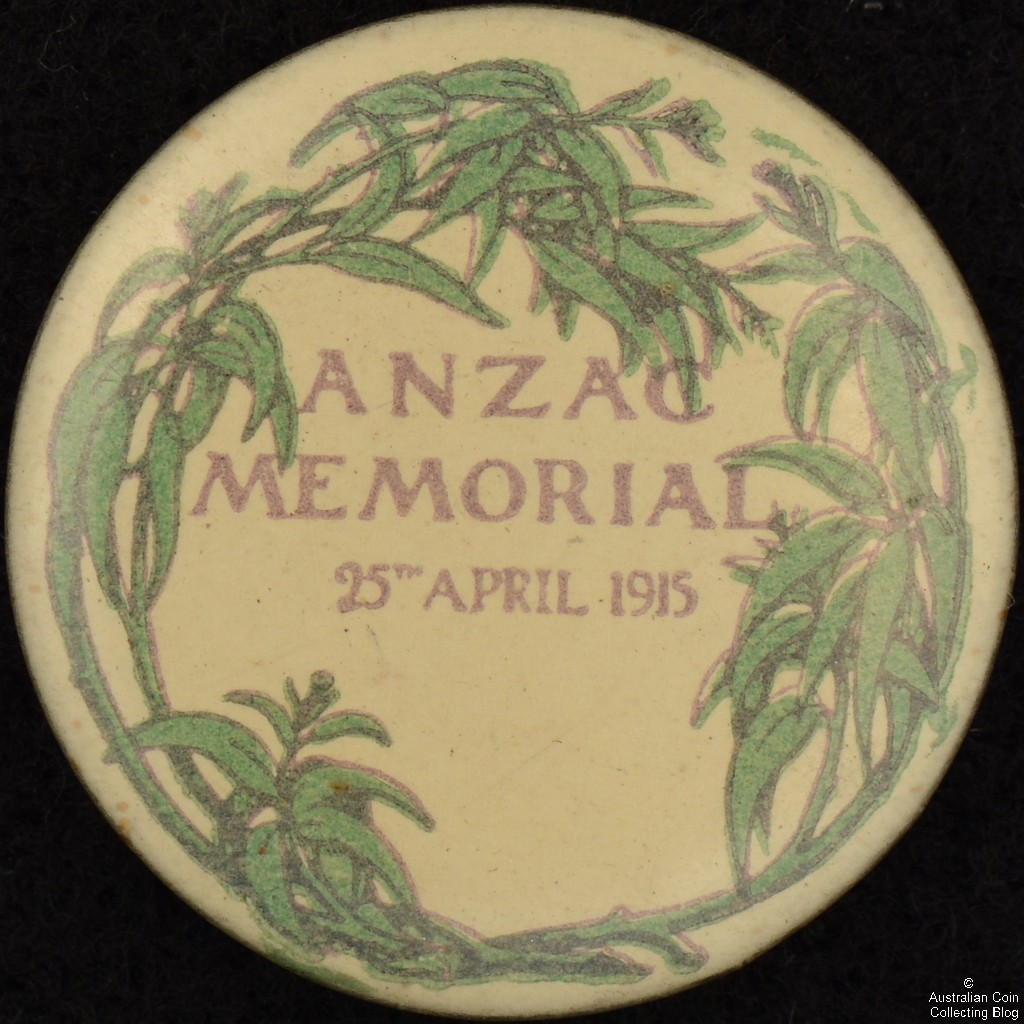 ANZAC
MEMORIAL
25TH APRIL 1915
©
Australian Coin
Collecting Blog